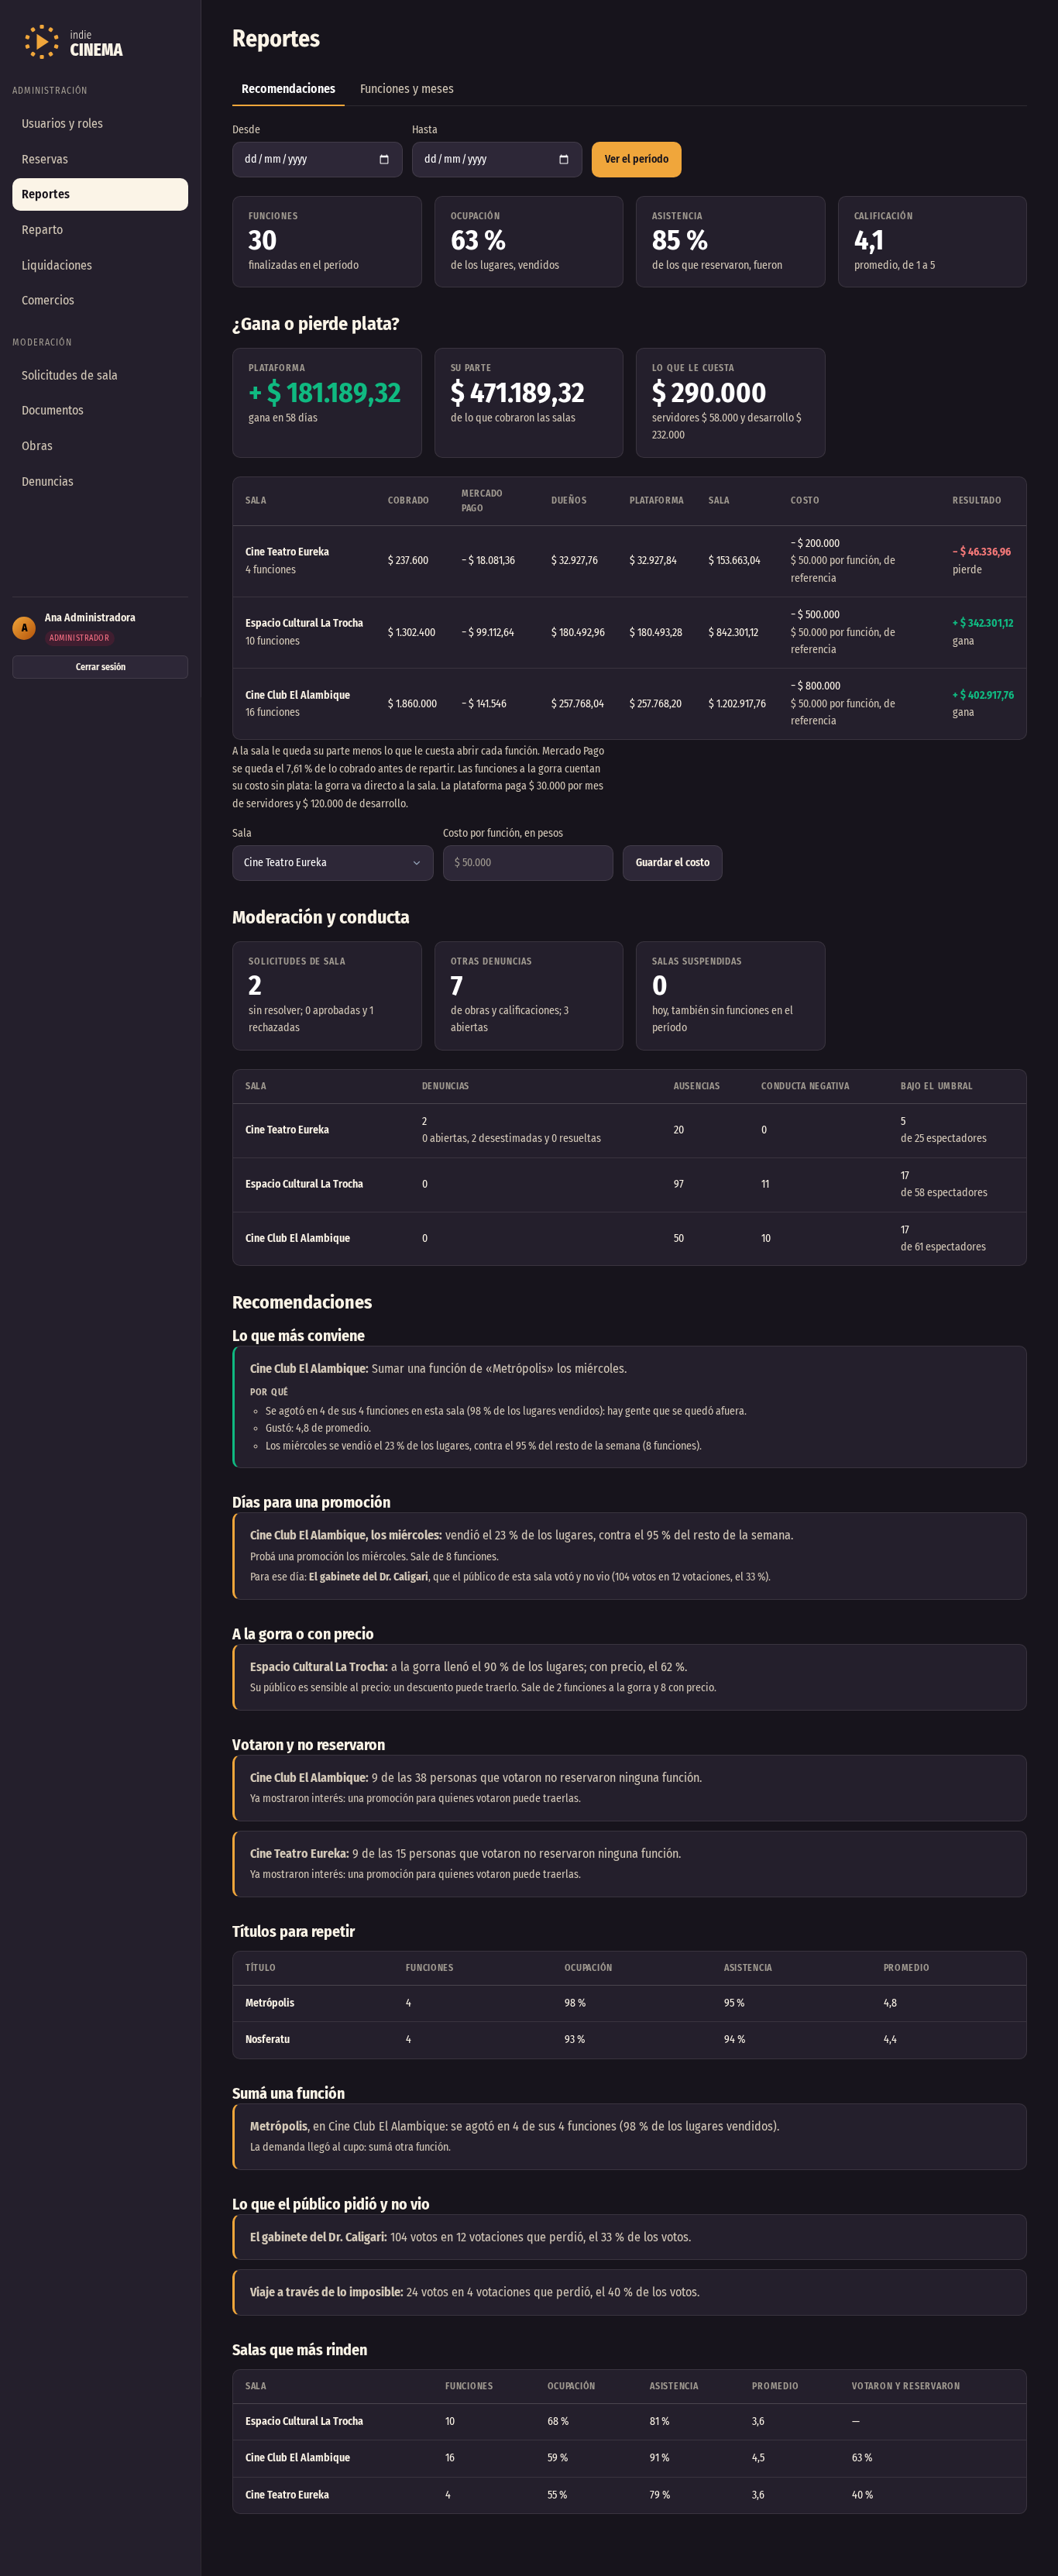 indie
CINEMA
ADMINISTRACIÓN
Usuarios y roles
Reservas
Reportes
Reparto
Liquidaciones
Comercios
MODERACIÓN
Solicitudes de sala
Documentos
Obras
Denuncias
A
Ana Administradora
ADMINISTRADOR
Cerrar sesión
Reportes
Recomendaciones
Funciones y meses
Desde
Hasta
dd/mm/yyyy
dd/mm/yyyy
Ver el período
FUNCIONES
30
finalizadas en el período
OCUPACIÓN
63 %
de los lugares, vendidos
ASISTENCIA
85 %
de los que reservaron, fueron
CALIFICACIÓN
4,1
promedio, de 1 a 5
¿Gana o pierde plata?
PLATAFORMA
+ $ 181.189,32
gana en 58 días
SU PARTE
$ 471.189,32
de lo que cobraron las salas
LO QUE LE CUESTA
$ 290.000
servidores $ 58.000 y desarrollo $
232.000
SALA COBRADO MERCADO PAGO DUEÑOS PLATAFORMA SALA COSTO RESULTADO
Cine Teatro Eureka
4 funciones
$ 237.600
− $ 18.081,36
$ 32.927,76
$ 32.927,84
$ 153.663,04
− $ 200.000
$ 50.000 por función, de
referencia
− $ 46.336,96
pierde
Espacio Cultural La Trocha
10 funciones
$ 1.302.400
− $ 99.112,64
$ 180.492,96
$ 180.493,28
$ 842.301,12
− $ 500.000
$ 50.000 por función, de
referencia
+ $ 342.301,12
gana
Cine Club El Alambique
16 funciones
$ 1.860.000
− $ 141.546
$ 257.768,04
$ 257.768,20
$ 1.202.917,76
− $ 800.000
$ 50.000 por función, de
referencia
+ $ 402.917,76
gana
A la sala le queda su parte menos lo que le cuesta abrir cada función. Mercado Pago
se queda el 7,61 % de lo cobrado antes de repartir. Las funciones a la gorra cuentan
su costo sin plata: la gorra va directo a la sala. La plataforma paga $ 30.000 por mes
de servidores y $ 120.000 de desarrollo.
Sala
Costo por función, en pesos
Cine Teatro Eureka
$ 50.000
Guardar el costo
Moderación y conducta
SOLICITUDES DE SALA
2
sin resolver; 0 aprobadas y 1
rechazadas
OTRAS DENUNCIAS
7
de obras y calificaciones; 3
abiertas
SALAS SUSPENDIDAS
0
hoy, también sin funciones en el
período
SALA DENUNCIAS AUSENCIAS CONDUCTA NEGATIVA BAJO EL UMBRAL
Cine Teatro Eureka
2
0 abiertas, 2 desestimadas y 0 resueltas
20
0
5
de 25 espectadores
Espacio Cultural La Trocha
0
97
11
17
de 58 espectadores
Cine Club El Alambique
0
50
10
17
de 61 espectadores
Recomendaciones
Lo que más conviene
Cine Club El Alambique: Sumar una función de «Metrópolis» los miércoles.
POR QUÉ
Se agotó en 4 de sus 4 funciones en esta sala (98 % de los lugares vendidos): hay gente que se quedó afuera.
Gustó: 4,8 de promedio.
Los miércoles se vendió el 23 % de los lugares, contra el 95 % del resto de la semana (8 funciones).
Días para una promoción
Cine Club El Alambique, los miércoles: vendió el 23 % de los lugares, contra el 95 % del resto de la semana.
Probá una promoción los miércoles. Sale de 8 funciones.
Para ese día: El gabinete del Dr. Caligari, que el público de esta sala votó y no vio (104 votos en 12 votaciones, el 33 %).
A la gorra o con precio
Espacio Cultural La Trocha: a la gorra llenó el 90 % de los lugares; con precio, el 62 %.
Su público es sensible al precio: un descuento puede traerlo. Sale de 2 funciones a la gorra y 8 con precio.
Votaron y no reservaron
Cine Club El Alambique: 9 de las 38 personas que votaron no reservaron ninguna función.
Ya mostraron interés: una promoción para quienes votaron puede traerlas.
Cine Teatro Eureka: 9 de las 15 personas que votaron no reservaron ninguna función.
Ya mostraron interés: una promoción para quienes votaron puede traerlas.
Títulos para repetir
TÍTULO FUNCIONES OCUPACIÓN ASISTENCIA PROMEDIO
Metrópolis 4 98 % 95 % 4,8
Nosferatu 4 93 % 94 % 4,4
Sumá una función
Metrópolis, en Cine Club El Alambique: se agotó en 4 de sus 4 funciones (98 % de los lugares vendidos).
La demanda llegó al cupo: sumá otra función.
Lo que el público pidió y no vio
El gabinete del Dr. Caligari: 104 votos en 12 votaciones que perdió, el 33 % de los votos.
Viaje a través de lo imposible: 24 votos en 4 votaciones que perdió, el 40 % de los votos.
Salas que más rinden
SALA FUNCIONES OCUPACIÓN ASISTENCIA PROMEDIO VOTARON Y RESERVARON
Espacio Cultural La Trocha 10 68 % 81 % 3,6 —
Cine Club El Alambique 16 59 % 91 % 4,5 63 %
Cine Teatro Eureka 4 55 % 79 % 3,6 40 %